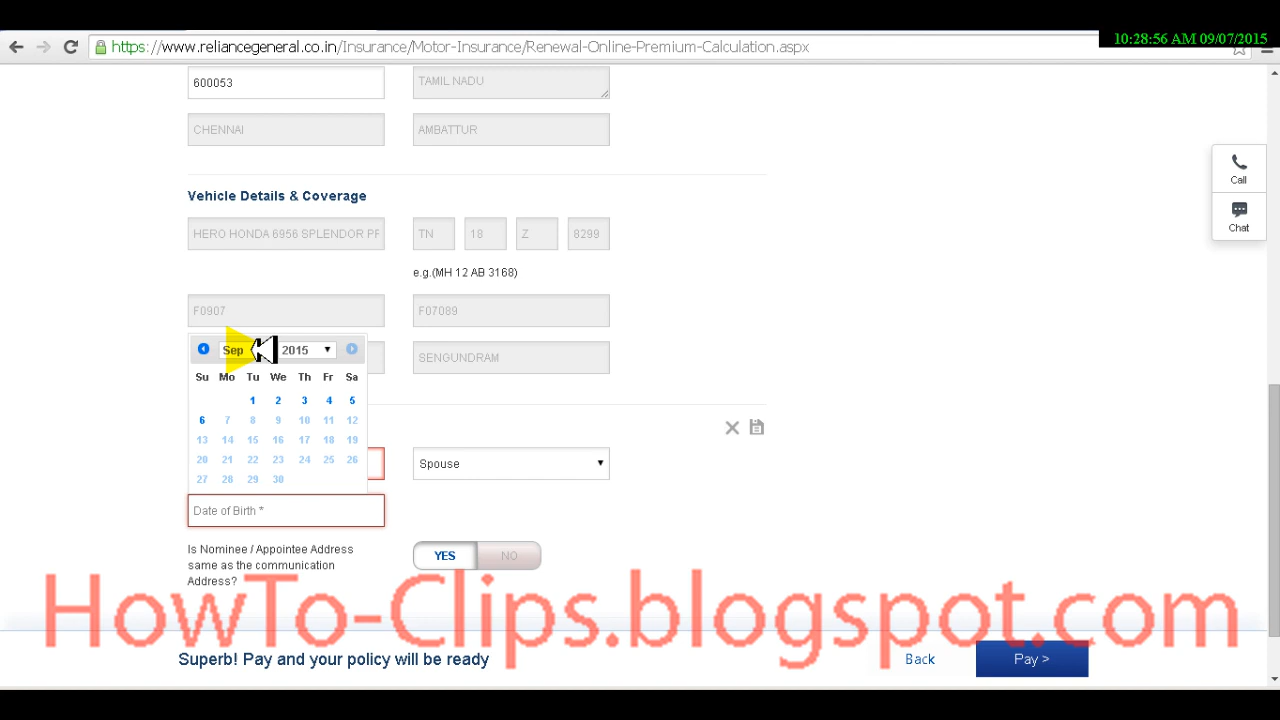 https://www.reliancegeneral.co.in/Insurance/Motor-Insurance/Renewal-Online-Premium-Calculation.aspx
10:28:56 AM 09/07/2015
600053
TAMIL NADU
CHENNAI
AMBATTUR
Call
Chat
Vehicle Details & Coverage
HERO HONDA 6956 SPLENDOR PR
TN 18 Z 8299
e.g.(MH 12 AB 3168)
F0907
F07089
Sep 2015
SENGUNDRAM
Su Mo Tu We Th Fr Sa
1 2 3 4 5
6 7 8 9 10 11 12
13 14 15 16 17 18 19
20 21 22 23 24 25 26
27 28 29 30
Spouse
Date of Birth *
Is Nominee / Appointee Address
same as the communication
Address?
YES NO
HowTo-Clips.blogspot.com
Superb! Pay and your policy will be ready
Back
Pay >